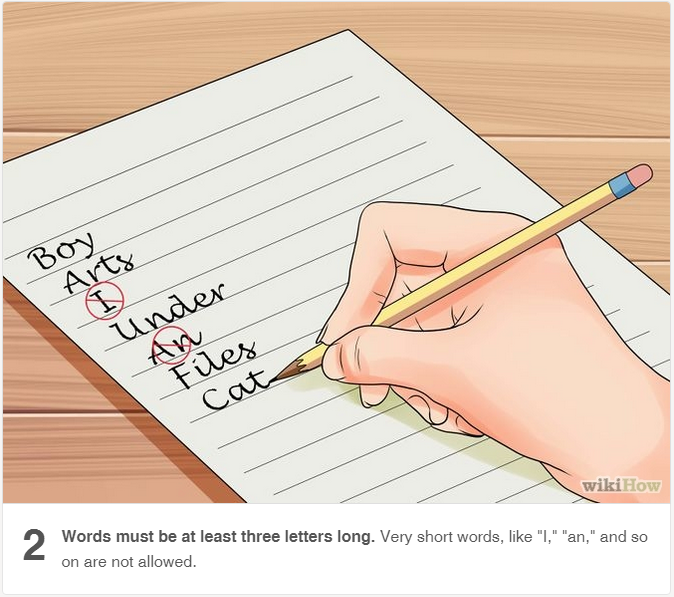 Boy
Arts
I
Under
An
Files
Cat
wikiHow
2
Words must be at least three letters long. Very short words, like "I," "an," and so
on are not allowed.